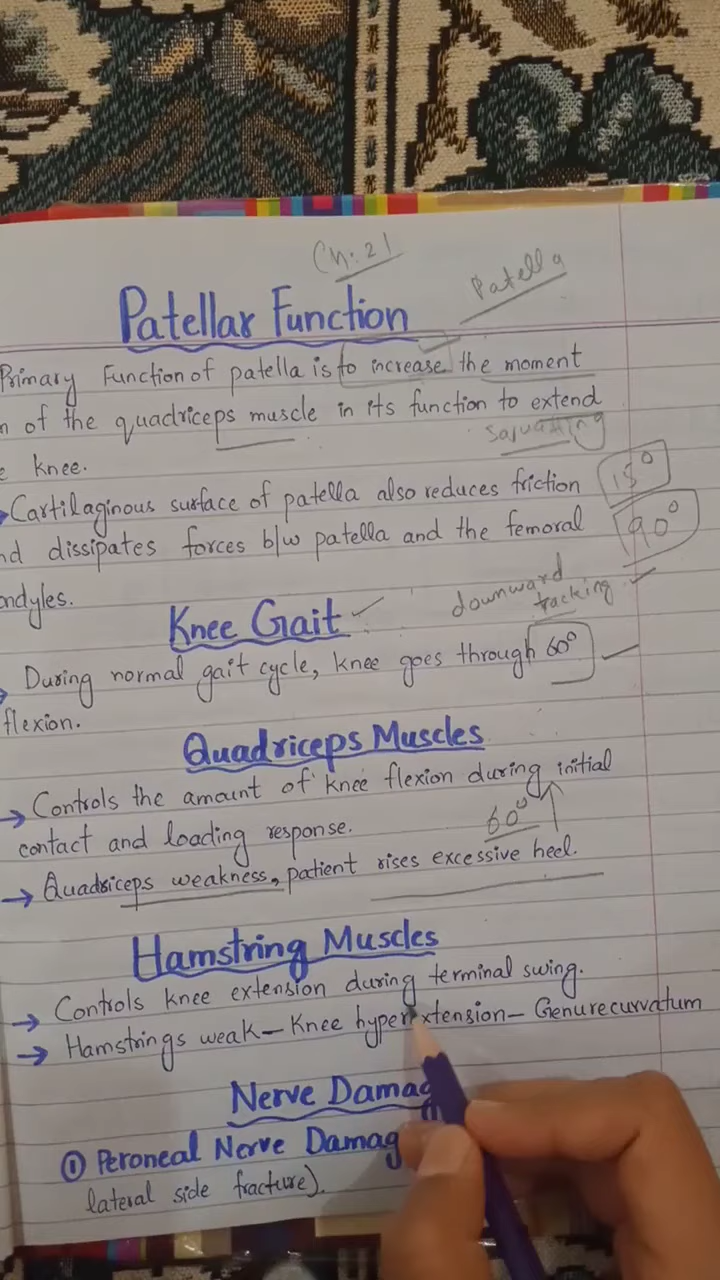 Ch: 21
Patella
Patellar Function
Primary Function of patella is to increase the moment
m of the quadriceps muscle in its function to extend
squatting
e knee.
15°
Cartilaginous surface of patella also reduces friction
90°
nd dissipates forces b/w patella and the femoral
ondyles.
downward
tracking
Knee Gait
During normal gait cycle, knee goes through 60°
flexion.
Quadriceps Muscles
→ Controls the amount of knee flexion during initial
contact and loading response.
60°
→ Quadriceps weakness, patient rises excessive heel.
Hamstring Muscles
→ Controls knee extension during terminal swing.
→ Hamstrings weak – Knee hyperextension – Genurecurvatum
Nerve Damag
① Peroneal Nerve Damag
lateral side fracture).